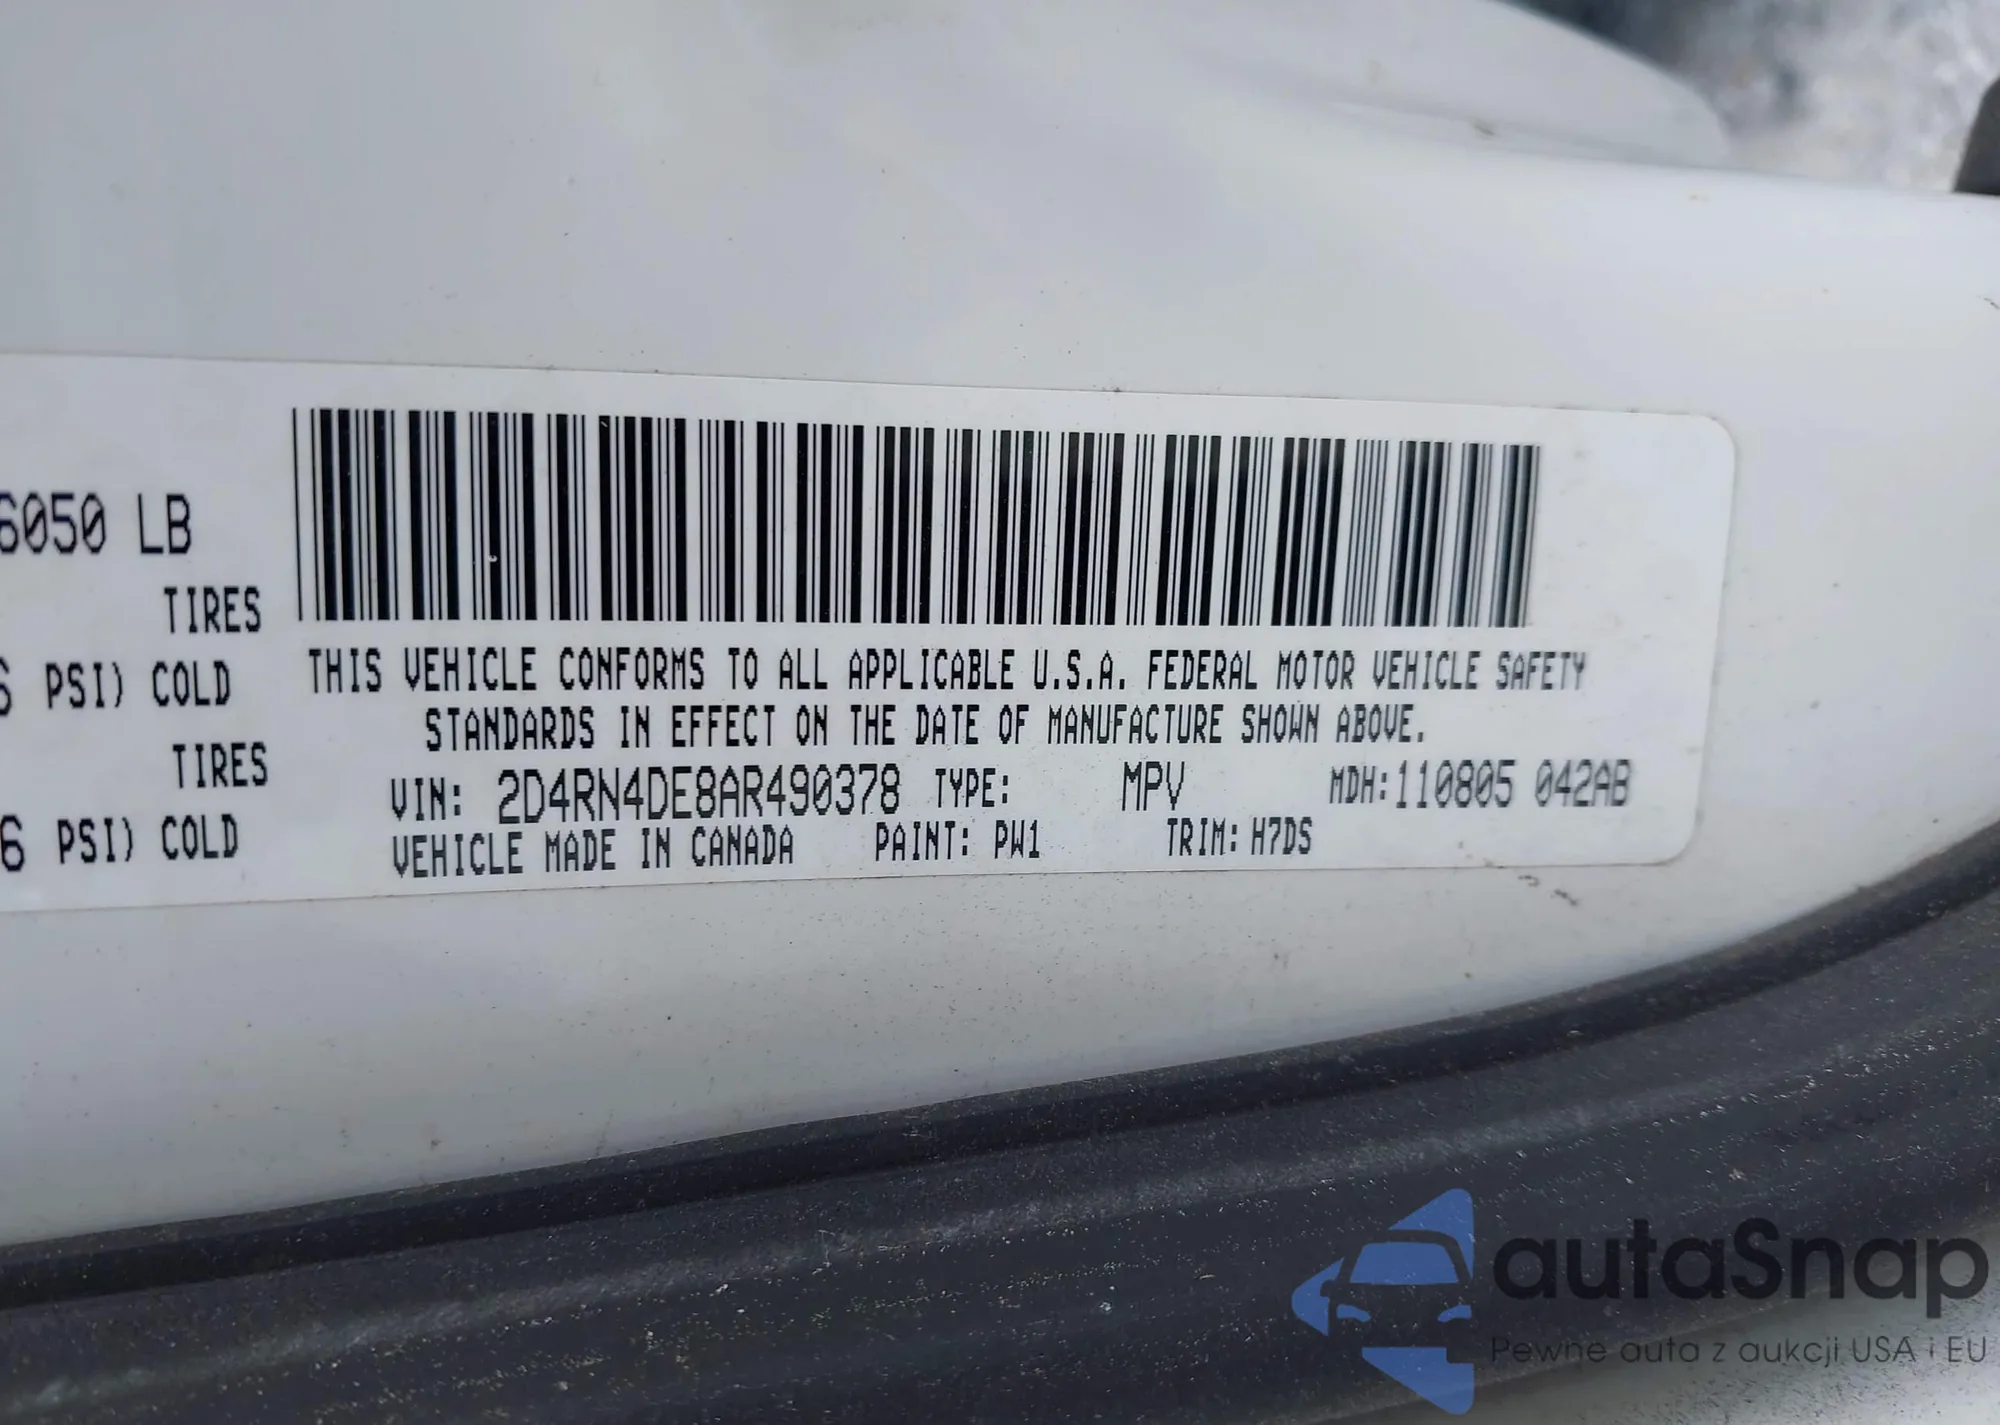 6050 LB
TIRES
6 PSI) COLD
TIRES
6 PSI) COLD
THIS VEHICLE CONFORMS TO ALL APPLICABLE U.S.A. FEDERAL MOTOR VEHICLE SAFETY
STANDARDS IN EFFECT ON THE DATE OF MANUFACTURE SHOWN ABOVE.
VIN: 2D4RN4DE8AR490378 TYPE: MPV MDH:110805 042AB
VEHICLE MADE IN CANADA PAINT: PW1 TRIM: H7DS
autaSnap
Pewne auta z aukcji USA i EU